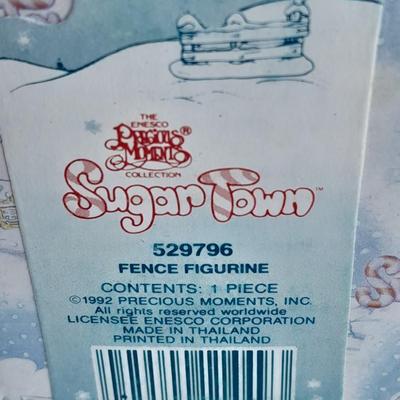 THE
ENESCO
PRECIOUS®
MOMENTS
COLLECTION
Sugar Town™
529796
FENCE FIGURINE
CONTENTS: 1 PIECE
©1992 PRECIOUS MOMENTS, INC.
All rights reserved worldwide
LICENSEE ENESCO CORPORATION
MADE IN THAILAND
PRINTED IN THAILAND